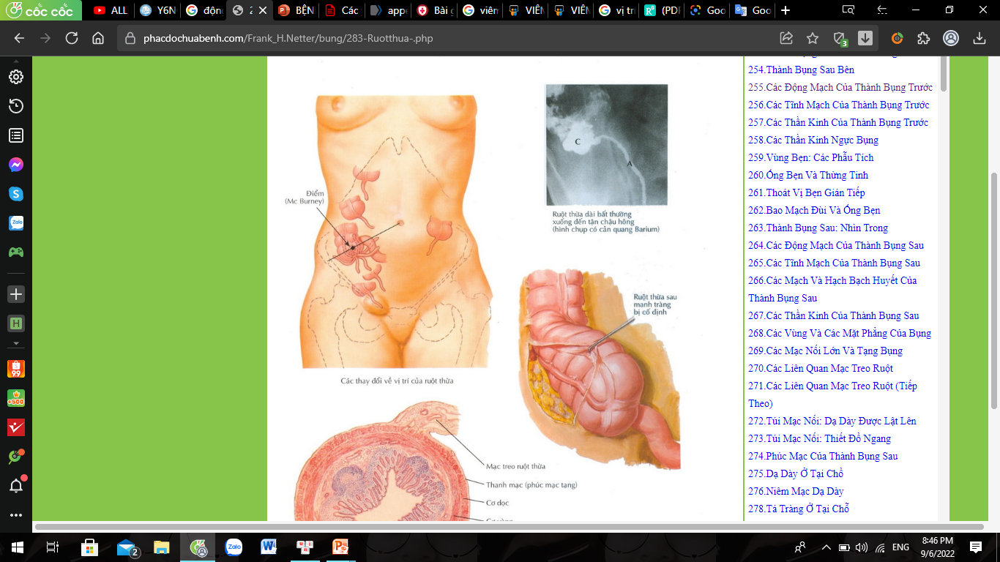 cốc cốc
ALL
Y6N
động
2
BỆN
Các
appe
Bài g
viêm
VIÊM
VIÊM
vị trí
(PDF
Goo
Goo
phacdochuabenh.com/Frank_H.Netter/bung/283-Ruotthua-.php
3
Điểm
(Mc Burney)
Các thay đổi về vị trí của ruột thừa
C
A
Ruột thừa dài bất thường
xuống đến tận chậu hông
(hình chụp có cản quang Barium)
Ruột thừa sau
manh tràng
bị cố định
Mạc treo ruột thừa
Thanh mạc (phúc mạc tạng)
Cơ dọc
254.Thành Bụng Sau Bên
255.Các Động Mạch Của Thành Bụng Trước
256.Các Tĩnh Mạch Của Thành Bụng Trước
257.Các Thần Kinh Của Thành Bụng Trước
258.Các Thần Kinh Ngực Bụng
259.Vùng Bẹn: Các Phẫu Tích
260.Ống Bẹn Và Thừng Tinh
261.Thoát Vị Bẹn Gián Tiếp
262.Bao Mạch Đùi Và Ống Bẹn
263.Thành Bụng Sau: Nhìn Trong
264.Các Động Mạch Của Thành Bụng Sau
265.Các Tĩnh Mạch Của Thành Bụng Sau
266.Các Mạch Và Hạch Bạch Huyết Của
Thành Bụng Sau
267.Các Thần Kinh Của Thành Bụng Sau
268.Các Vùng Và Các Mặt Phẳng Của Bụng
269.Các Mạc Nối Lớn Và Tạng Bụng
270.Các Liên Quan Mạc Treo Ruột
271.Các Liên Quan Mạc Treo Ruột (Tiếp
Theo)
272.Túi Mạc Nối: Dạ Dày Được Lật Lên
273.Túi Mạc Nối: Thiết Đồ Ngang
274.Phúc Mạc Của Thành Bụng Sau
275.Dạ Dày Ở Tại Chỗ
276.Niêm Mạc Dạ Dày
278.Tá Tràng Ở Tại Chỗ
Zalo
H
99
+500
2
Zalo
ENG
8:46 PM
9/6/2022